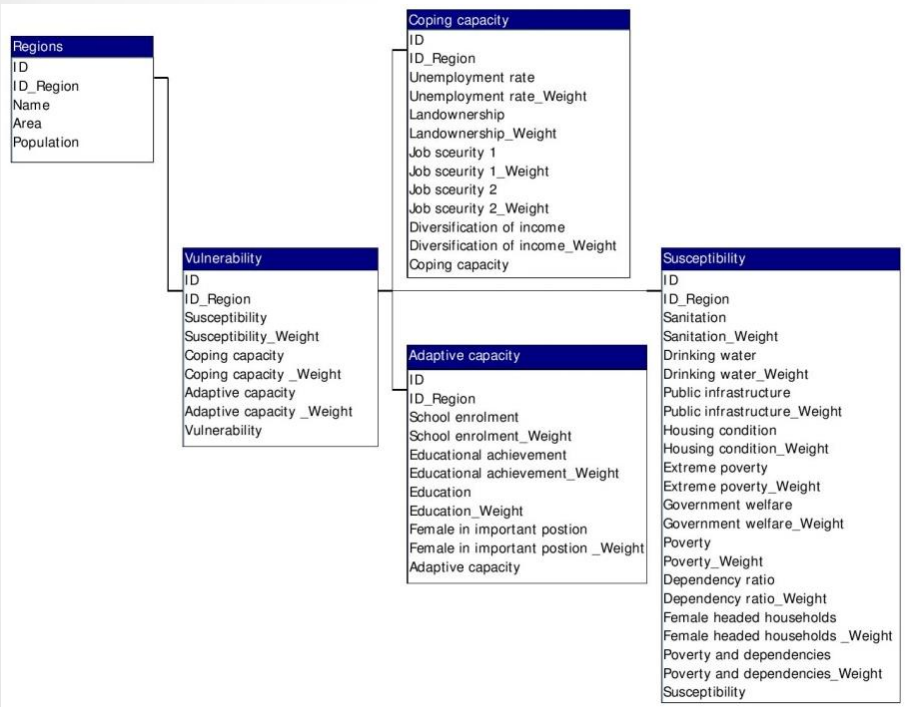 Regions
ID
ID_Region
Name
Area
Population
Coping capacity
ID
ID_Region
Unemployment rate
Unemployment rate_Weight
Landownership
Landownership_Weight
Job sceurity 1
Job sceurity 1_Weight
Job sceurity 2
Job sceurity 2_Weight
Diversification of income
Diversification of income_Weight
Coping capacity
Vulnerability
ID
ID_Region
Susceptibility
Susceptibility_Weight
Coping capacity
Coping capacity _Weight
Adaptive capacity
Adaptive capacity _Weight
Vulnerability
Adaptive capacity
ID
ID_Region
School enrolment
School enrolment_Weight
Educational achievement
Educational achievement_Weight
Education
Education_Weight
Female in important postion
Female in important postion _Weight
Adaptive capacity
Susceptibility
ID
ID_Region
Sanitation
Sanitation_Weight
Drinking water
Drinking water_Weight
Public infrastructure
Public infrastructure_Weight
Housing condition
Housing condition_Weight
Extreme poverty
Extreme poverty_Weight
Government welfare
Government welfare_Weight
Poverty
Poverty_Weight
Dependency ratio
Dependency ratio_Weight
Female headed households
Female headed households _Weight
Poverty and dependencies
Poverty and dependencies_Weight
Susceptibility